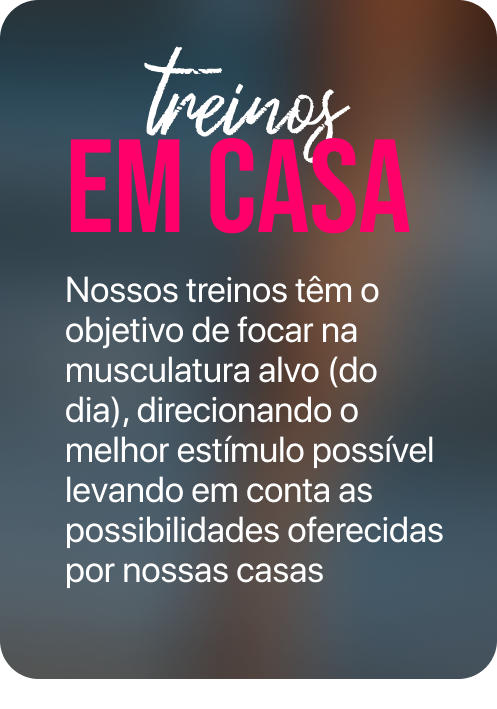 treinos
EM CASA
Nossos treinos têm o
objetivo de focar na
musculatura alvo (do
dia), direcionando o
melhor estímulo possível
levando em conta as
possibilidades oferecidas
por nossas casas